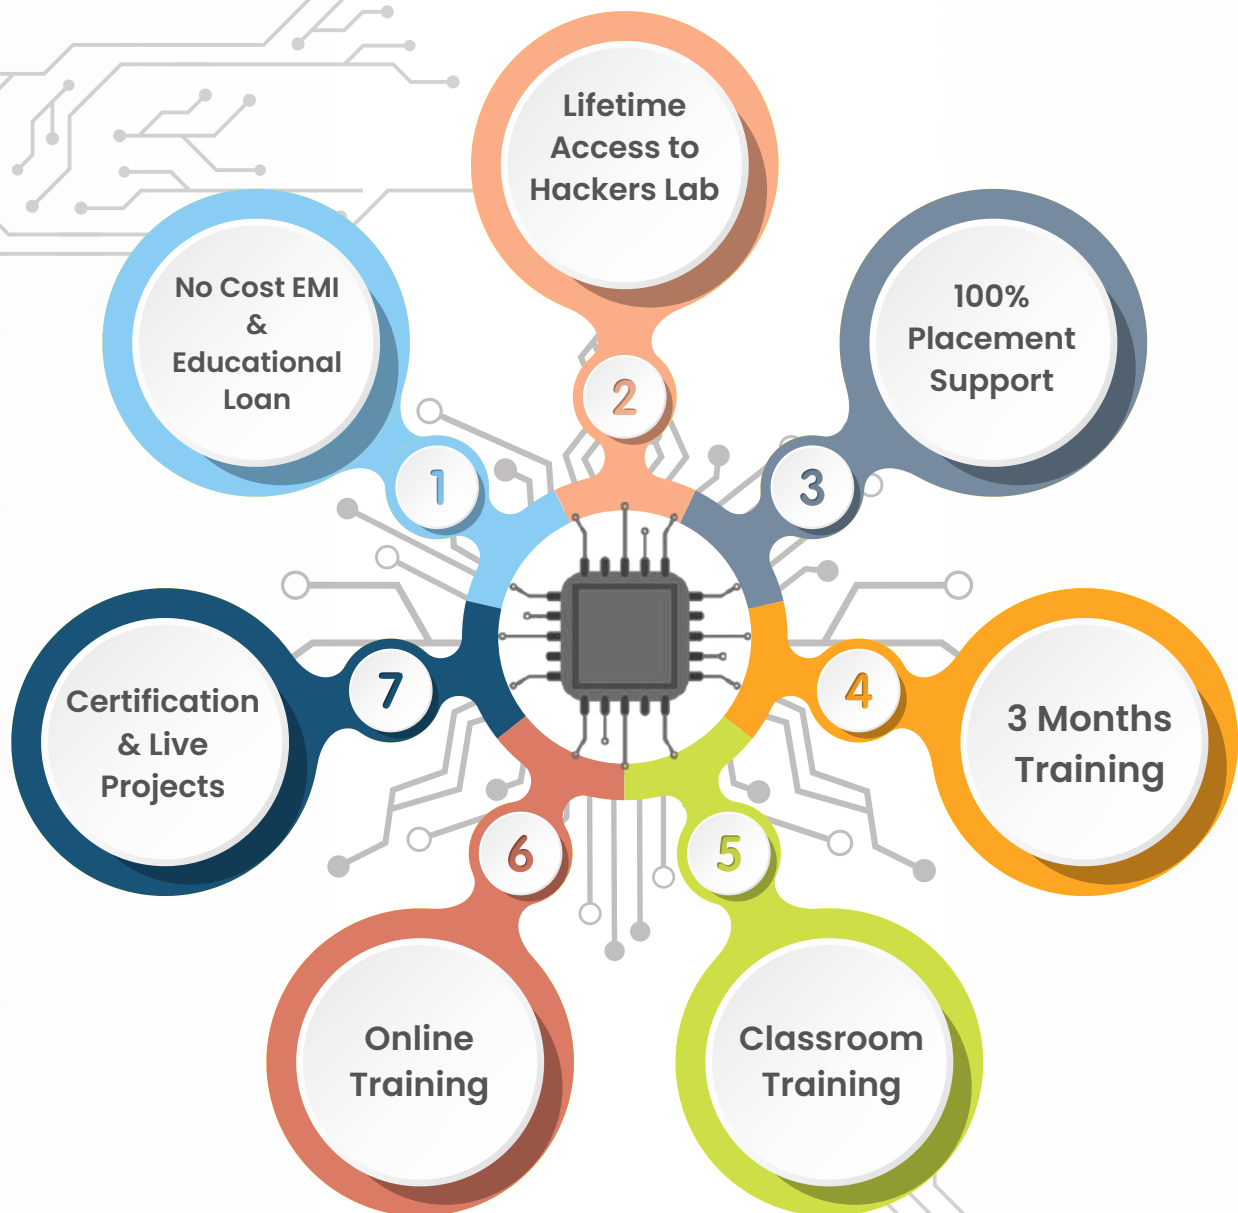 No Cost EMI
&
Educational
Loan
1
Lifetime
Access to
Hackers Lab
2
100%
Placement
Support
3
3 Months
Training
4
Classroom
Training
5
Online
Training
6
Certification
& Live
Projects
7